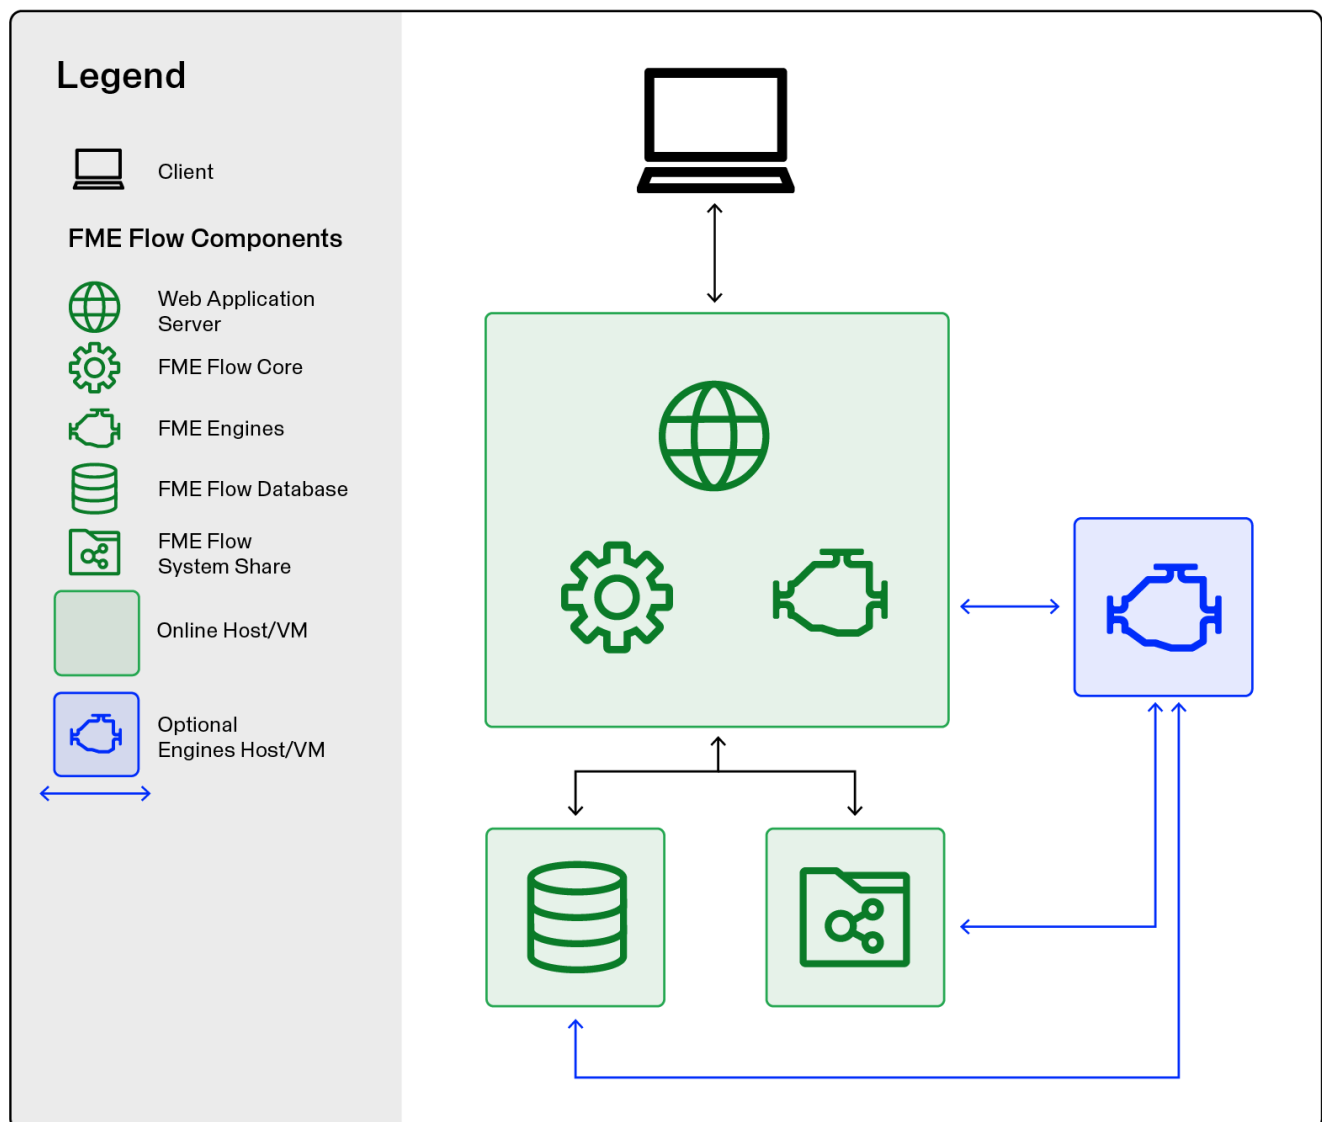 Legend
Client
FME Flow Components
Web Application
Server
FME Flow Core
FME Engines
FME Flow Database
FME Flow
System Share
Online Host/VM
Optional
Engines Host/VM